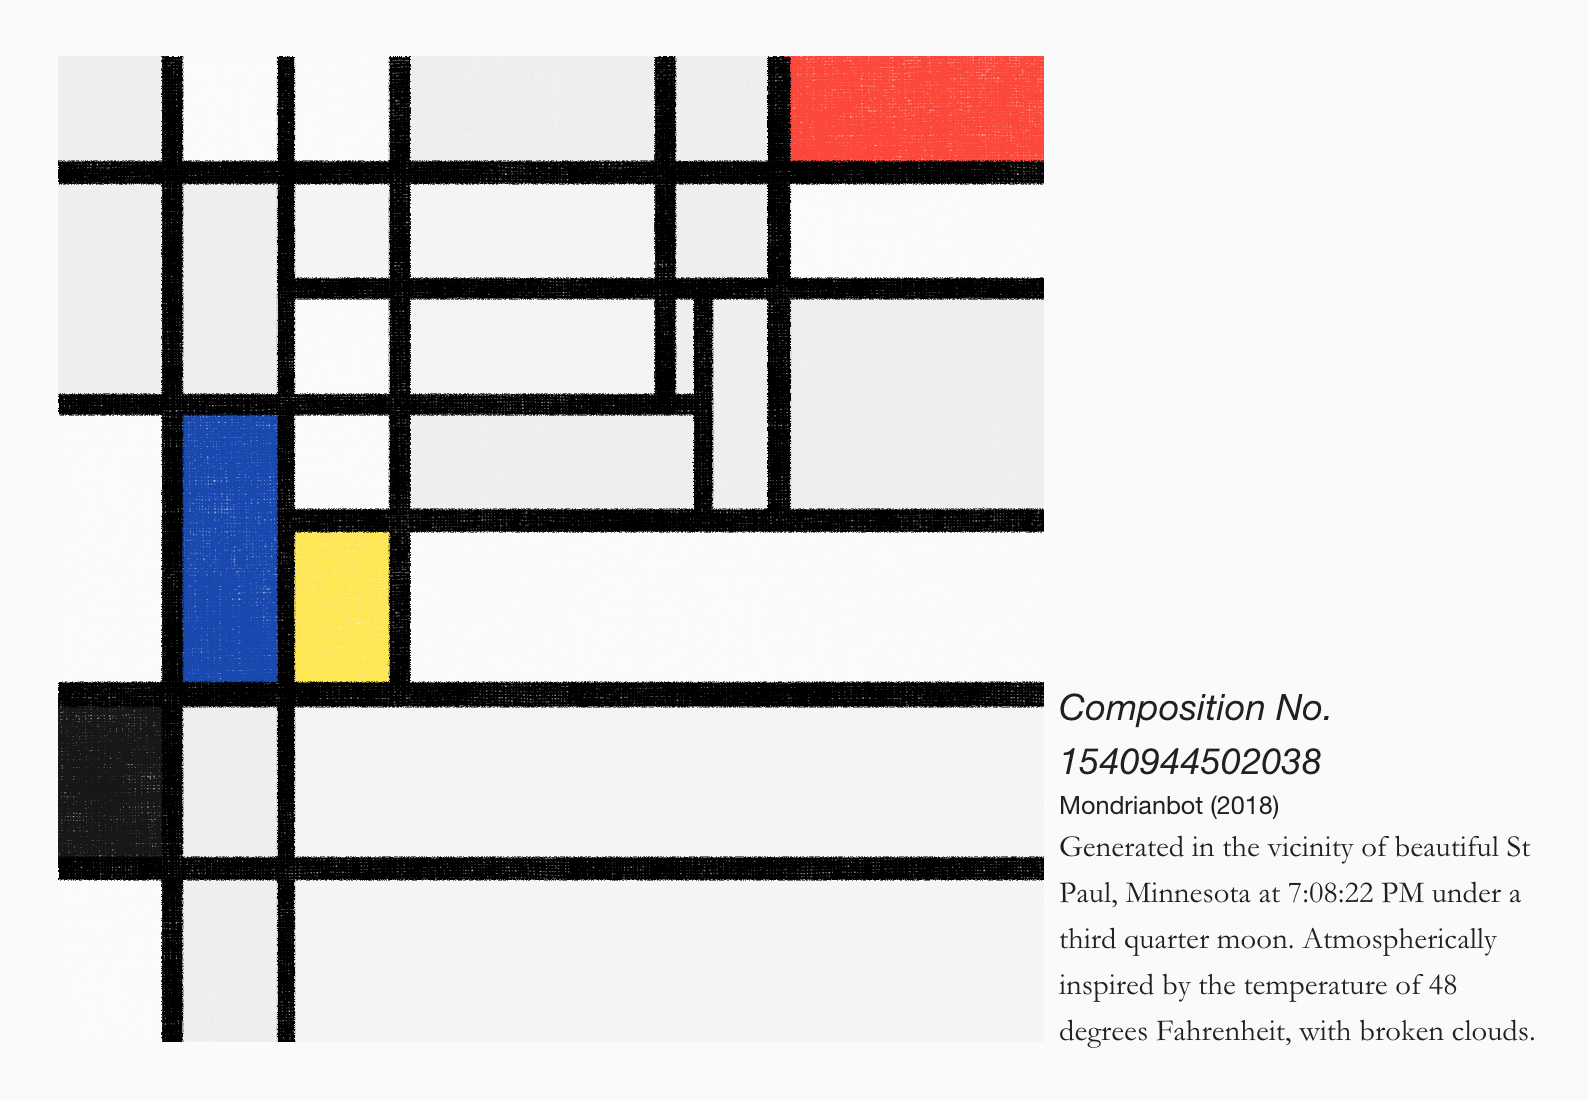 Composition No.
1540944502038
Mondrianbot (2018)
Generated in the vicinity of beautiful St
Paul, Minnesota at 7:08:22 PM under a
third quarter moon. Atmospherically
inspired by the temperature of 48
degrees Fahrenheit, with broken clouds.